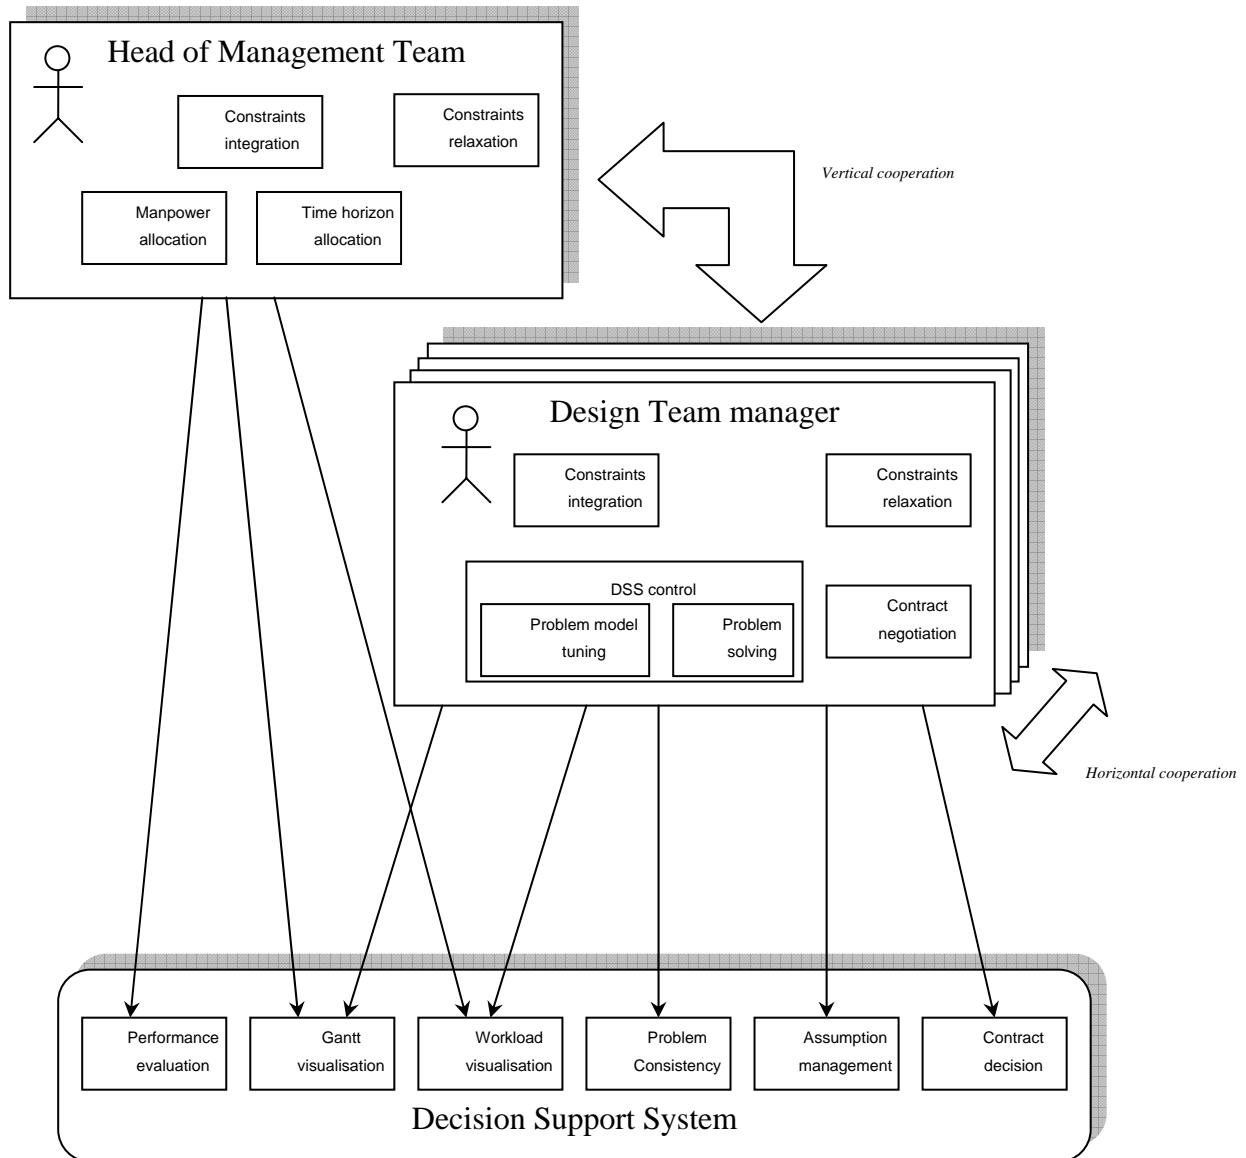 Head of Management Team
Constraints
integration
Constraints
relaxation
Manpower
allocation
Time horizon
allocation
Vertical cooperation
Design Team manager
Constraints
integration
Constraints
relaxation
DSS control
Problem model
tuning
Problem
solving
Contract
negotiation
Horizontal cooperation
Performance
evaluation
Gantt
visualisation
Workload
visualisation
Problem
Consistency
Assumption
management
Contract
decision
Decision Support System